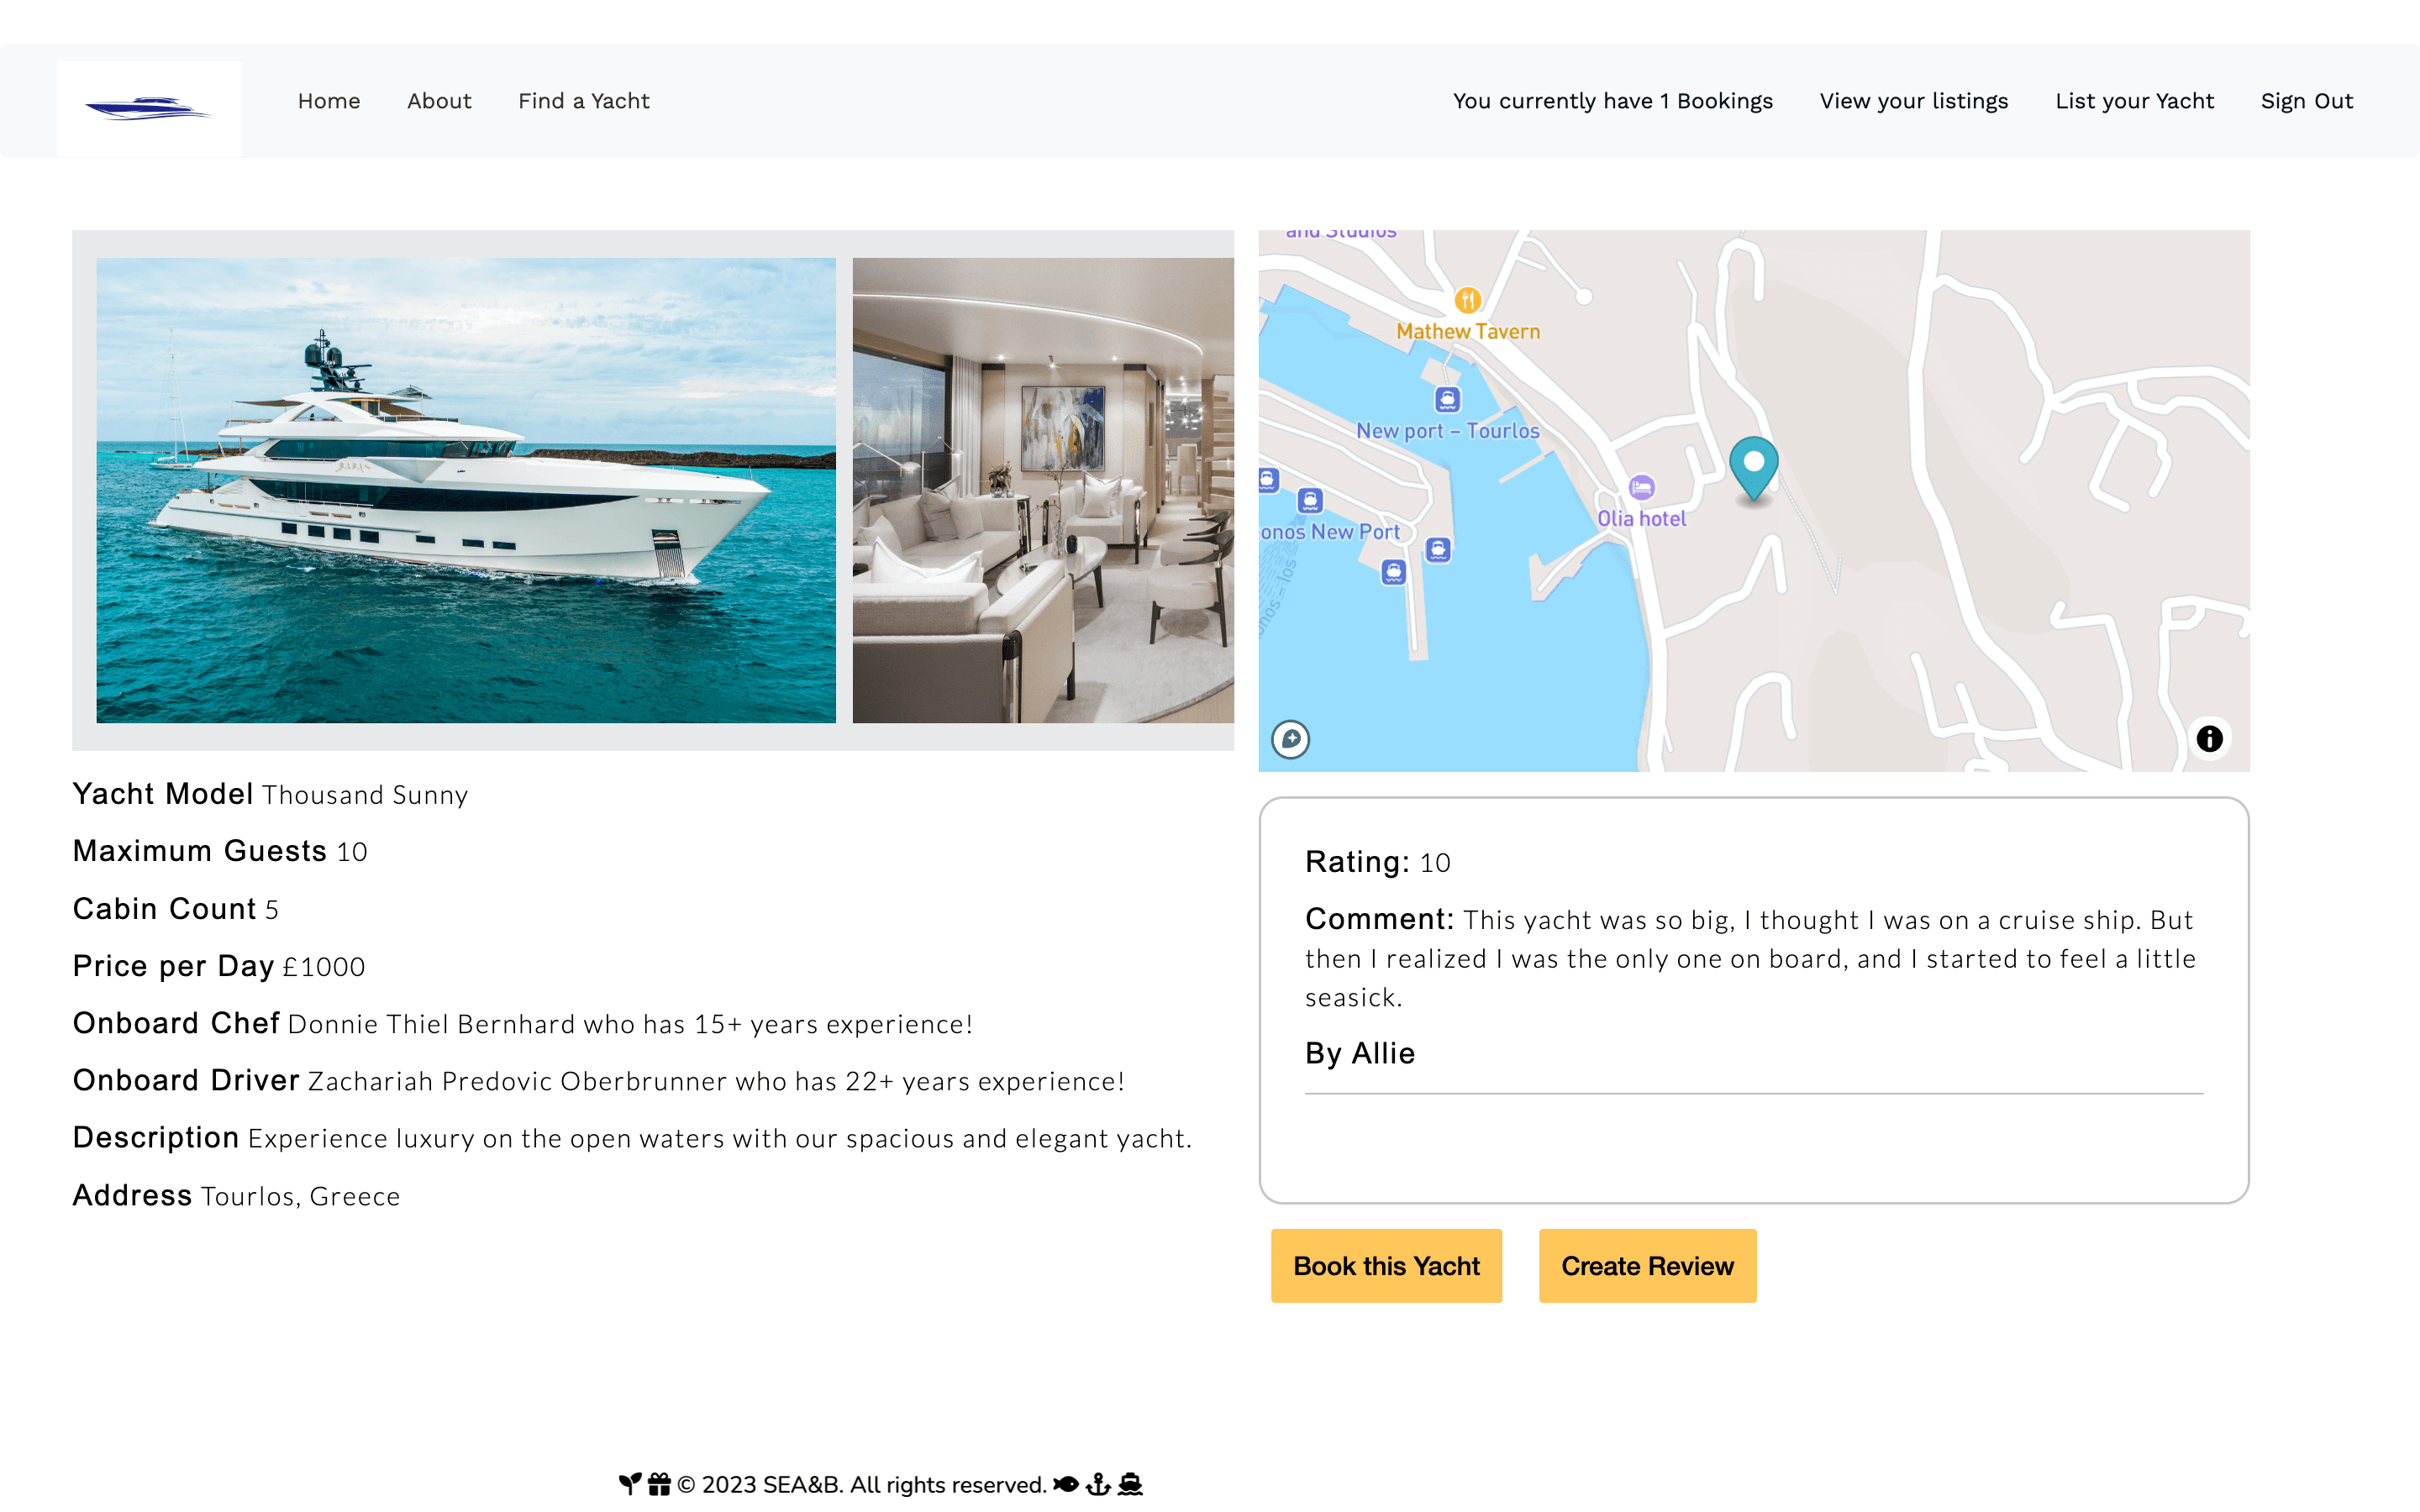 Home About Find a Yacht You currently have 1 Bookings View your listings List your Yacht Sign Out
and Studios
Mathew Tavern
New port – Tourlos
Olia hotel
onos New Port
Yacht Model Thousand Sunny
Maximum Guests 10
Cabin Count 5
Price per Day £1000
Onboard Chef Donnie Thiel Bernhard who has 15+ years experience!
Onboard Driver Zachariah Predovic Oberbrunner who has 22+ years experience!
Description Experience luxury on the open waters with our spacious and elegant yacht.
Address Tourlos, Greece
Rating: 10
Comment: This yacht was so big, I thought I was on a cruise ship. But
then I realized I was the only one on board, and I started to feel a little
seasick.
By Allie
Book this Yacht Create Review
© 2023 SEA&B. All rights reserved.